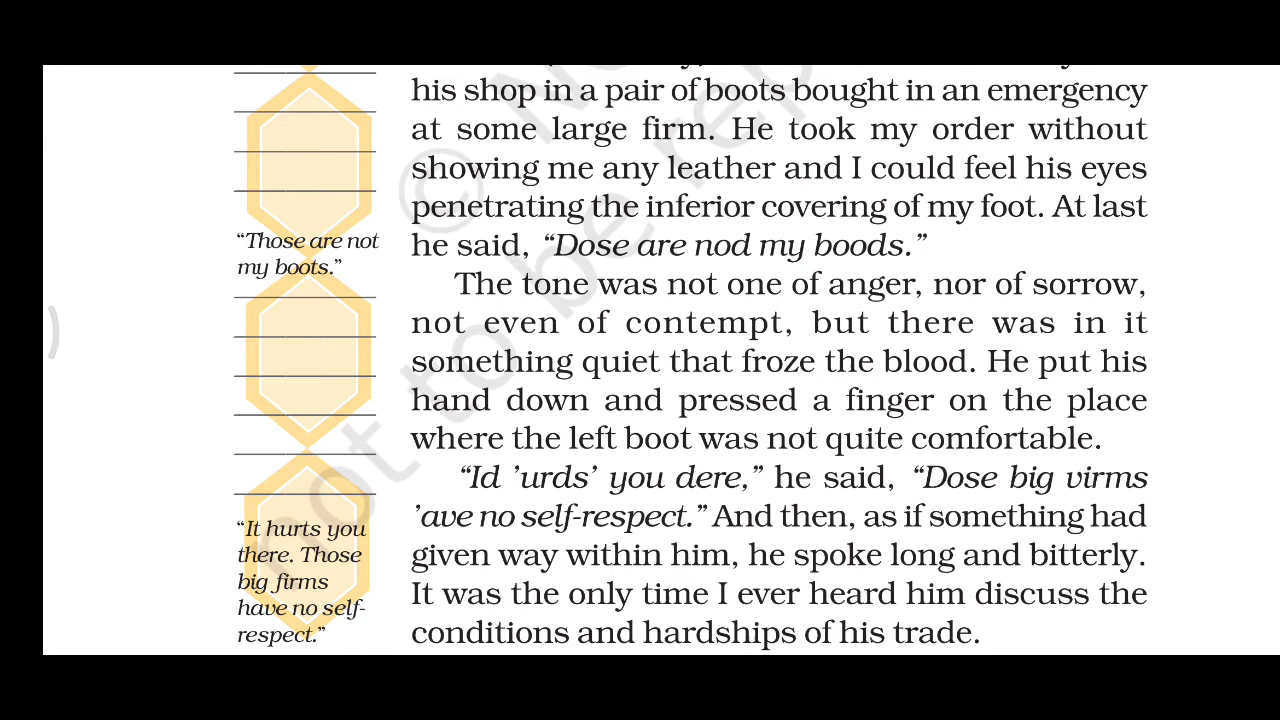 his shop in a pair of boots bought in an emergency
at some large firm. He took my order without
showing me any leather and I could feel his eyes
penetrating the inferior covering of my foot. At last
he said, “Dose are nod my boods.”
“Those are not
my boots.”
The tone was not one of anger, nor of sorrow,
not even of contempt, but there was in it
something quiet that froze the blood. He put his
hand down and pressed a finger on the place
where the left boot was not quite comfortable.
“Id ’urds’ you dere,” he said, “Dose big virms
’ave no self-respect.” And then, as if something had
given way within him, he spoke long and bitterly.
It was the only time I ever heard him discuss the
conditions and hardships of his trade.
“It hurts you
there. Those
big firms
have no self-
respect.”
©
not to be rep